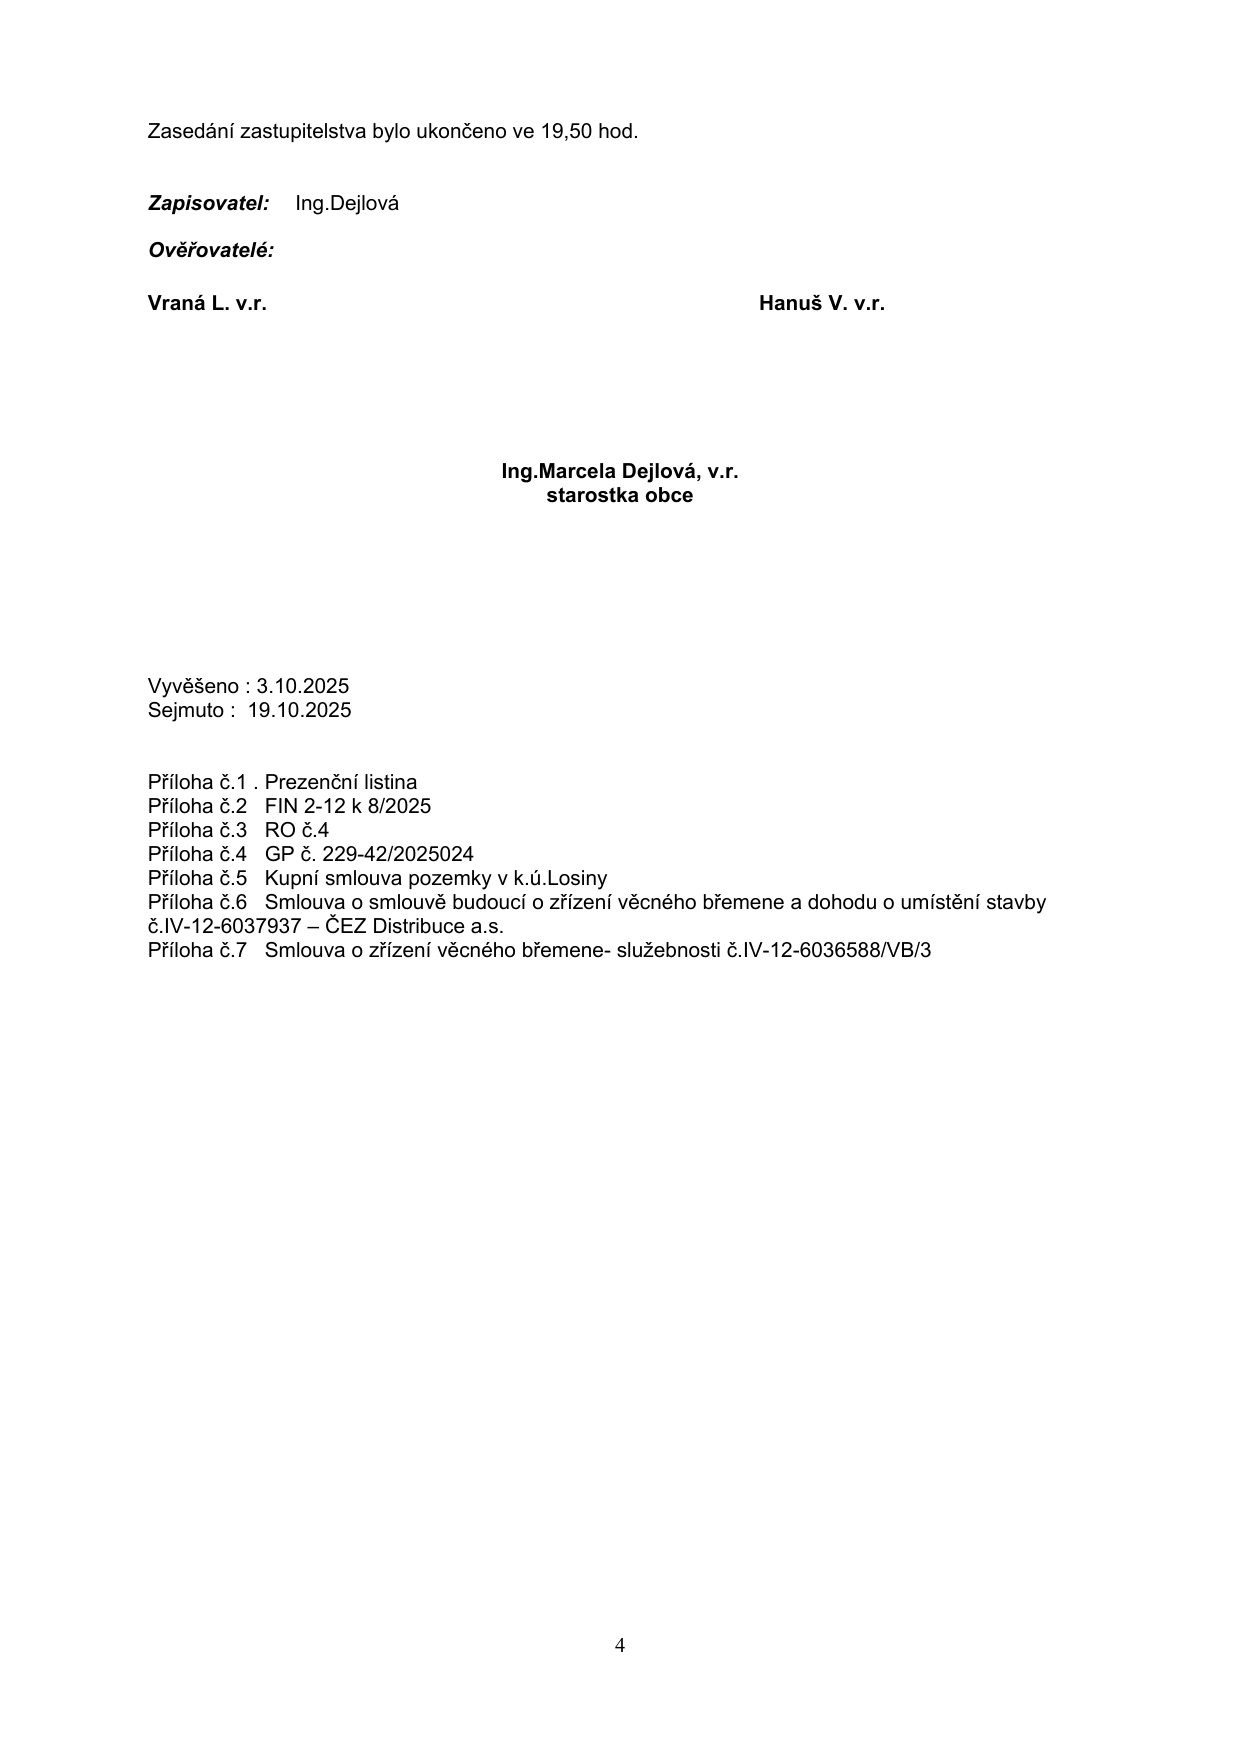 Zasedání zastupitelstva bylo ukončeno ve 19,50 hod.
Zapisovatel: Ing.Dejlová
Ověřovatelé:
Vraná L. v.r. Hanuš V. v.r.
Ing.Marcela Dejlová, v.r.
starostka obce
Vyvěšeno : 3.10.2025
Sejmuto : 19.10.2025
Příloha č.1 . Prezenční listina
Příloha č.2 FIN 2-12 k 8/2025
Příloha č.3 RO č.4
Příloha č.4 GP č. 229-42/2025024
Příloha č.5 Kupní smlouva pozemky v k.ú.Losiny
Příloha č.6 Smlouva o smlouvě budoucí o zřízení věcného břemene a dohodu o umístění stavby
č.IV-12-6037937 – ČEZ Distribuce a.s.
Příloha č.7 Smlouva o zřízení věcného břemene- služebnosti č.IV-12-6036588/VB/3
4